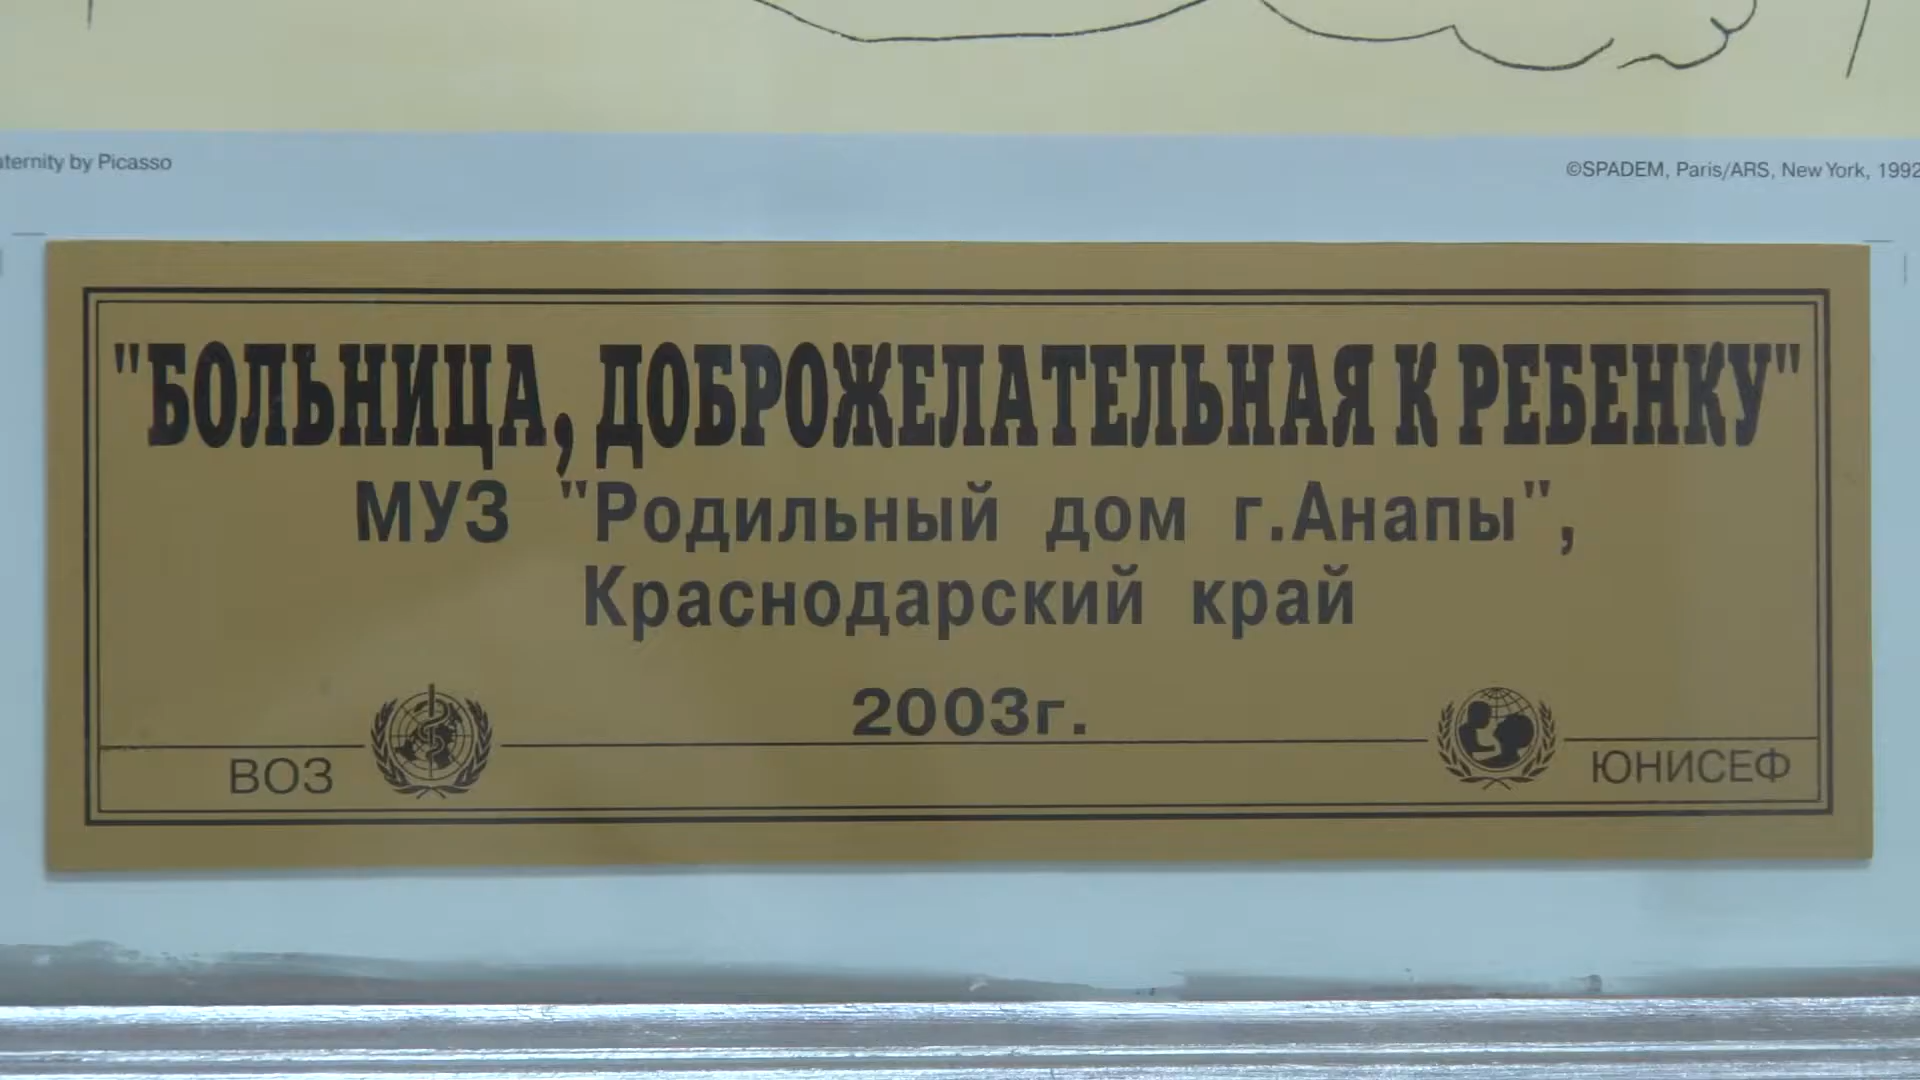 by Picasso
©SPADEM, Paris/ARS, New York, 1992
"БОЛЬНИЦА, ДОБРОЖЕЛАТЕЛЬНАЯ К РЕБЕНКУ"
МУЗ "Родильный дом г.Анапы",
Краснодарский край
2003г.
ВОЗ
ЮНИСЕФ